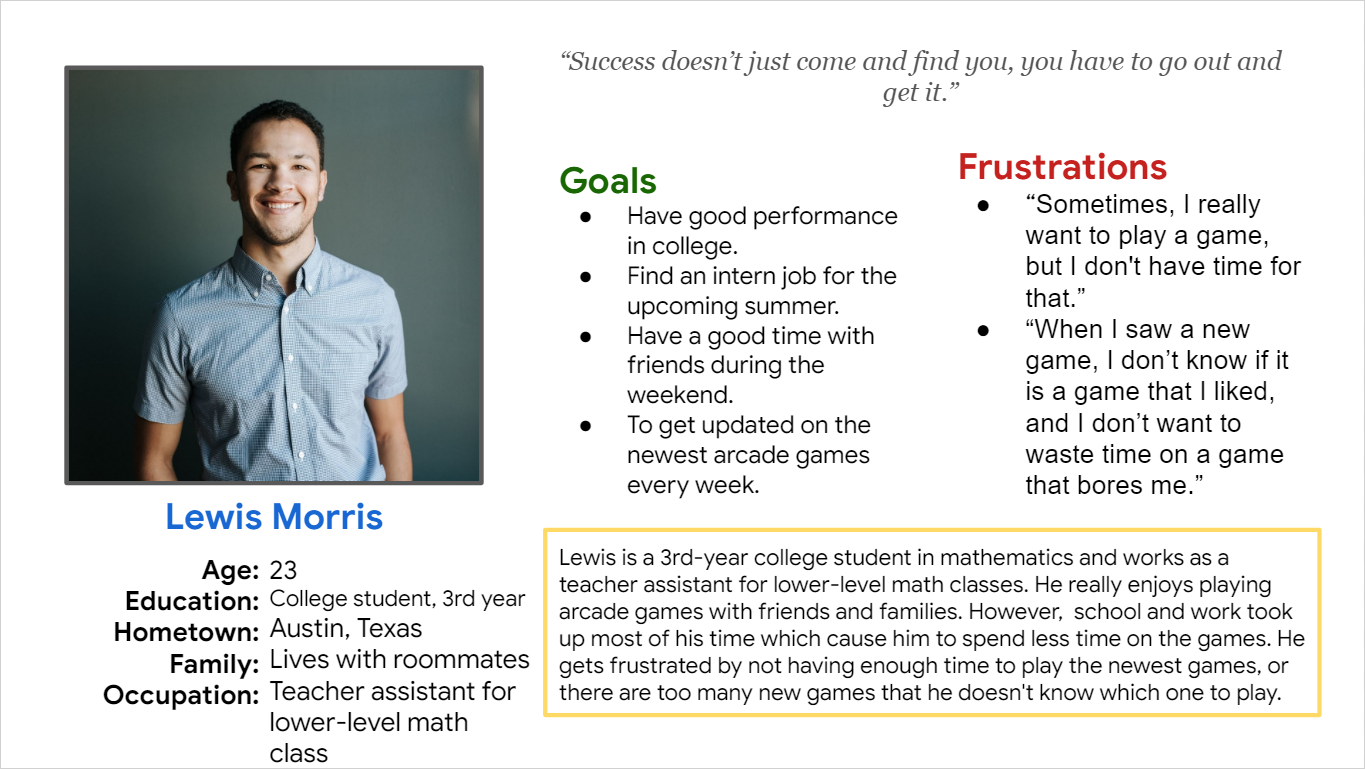 “Success doesn’t just come and find you, you have to go out and
get it.”
Goals
● Have good performance
in college.
● Find an intern job for the
upcoming summer.
● Have a good time with
friends during the
weekend.
● To get updated on the
newest arcade games
every week.
Frustrations
● “Sometimes, I really
want to play a game,
but I don't have time for
that.”
● “When I saw a new
game, I don’t know if it
is a game that I liked,
and I don’t want to
waste time on a game
that bores me.”
Lewis Morris
Age: 23
Education: College student, 3rd year
Hometown: Austin, Texas
Family: Lives with roommates
Occupation: Teacher assistant for
lower-level math
class
Lewis is a 3rd-year college student in mathematics and works as a
teacher assistant for lower-level math classes. He really enjoys playing
arcade games with friends and families. However,  school and work took
up most of his time which cause him to spend less time on the games. He
gets frustrated by not having enough time to play the newest games, or
there are too many new games that he doesn't know which one to play.